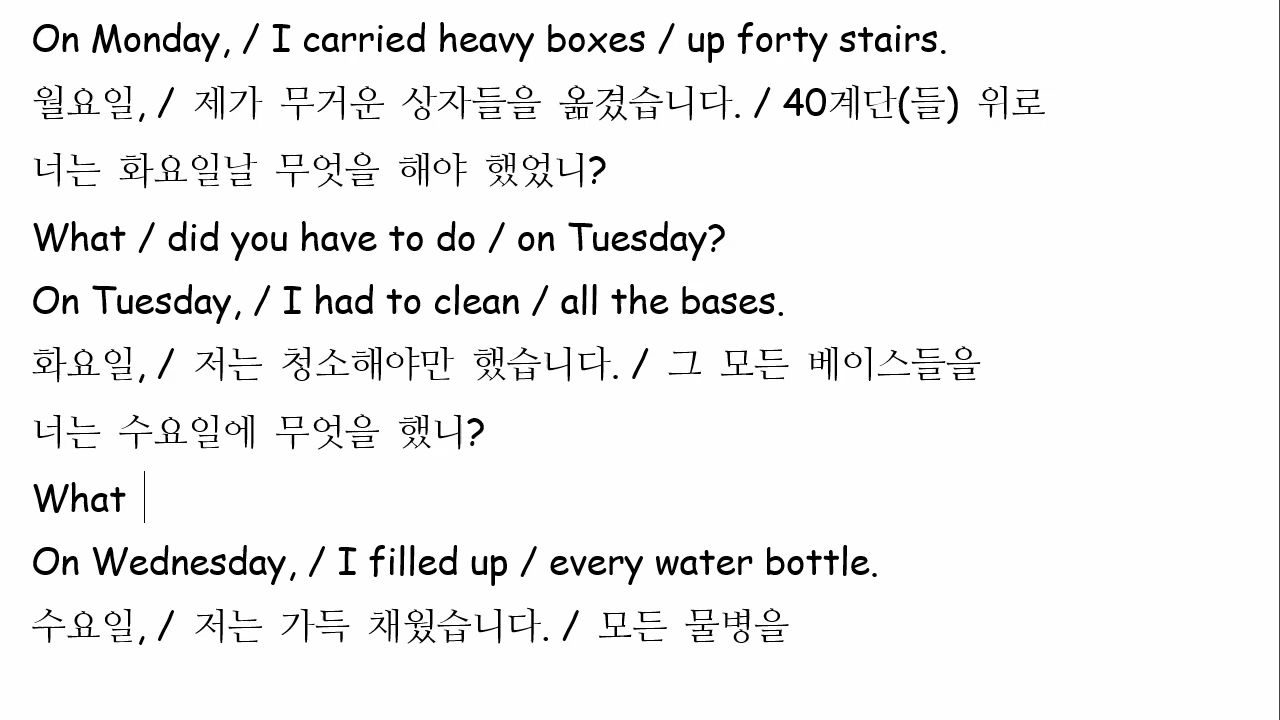 On Monday, / I carried heavy boxes / up forty stairs.
월요일, / 제가 무거운 상자들을 옮겼습니다. / 40계단(들) 위로
너는 화요일날 무엇을 해야 했었니?
What / did you have to do / on Tuesday?
On Tuesday, / I had to clean / all the bases.
화요일, / 저는 청소해야만 했습니다. / 그 모든 베이스들을
너는 수요일에 무엇을 했니?
What
On Wednesday, / I filled up / every water bottle.
수요일, / 저는 가득 채웠습니다. / 모든 물병을